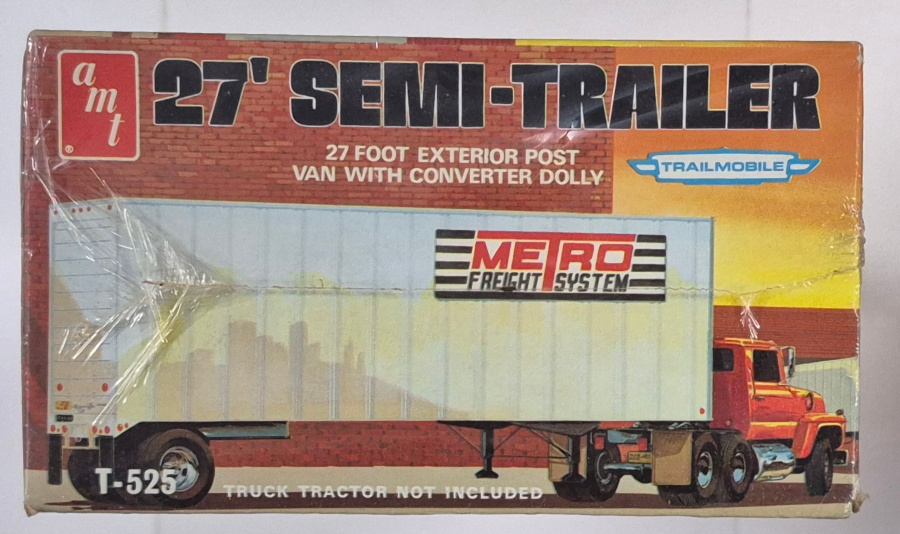 amt
27' SEMI-TRAILER
27 FOOT EXTERIOR POST
VAN WITH CONVERTER DOLLY
TRAILMOBILE
METRO
FREIGHT SYSTEM
T-525
TRUCK TRACTOR NOT INCLUDED